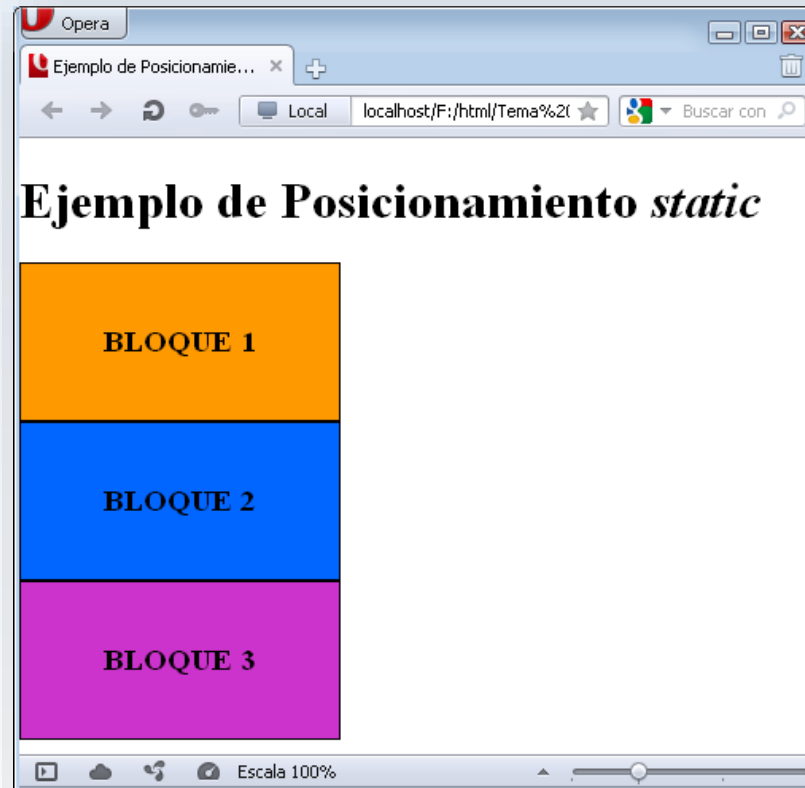 Opera
Ejemplo de Posicionamie...
Local
localhost/F:/html/Tema%2(
Buscar con
Ejemplo de Posicionamiento static
BLOQUE 1
BLOQUE 2
BLOQUE 3
Escala 100%